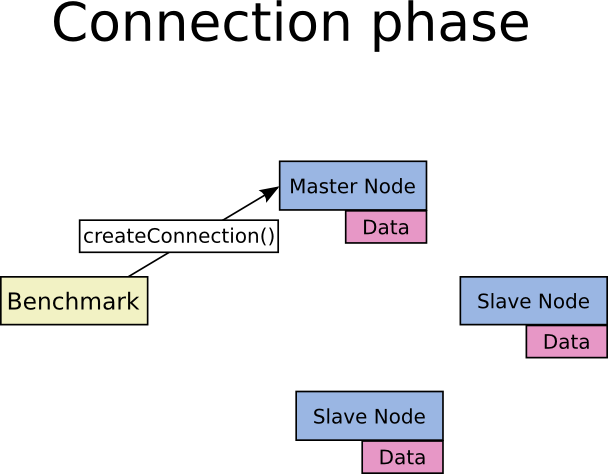 Connection phase
Master Node
Data
createConnection()
Benchmark
Slave Node
Data
Slave Node
Data